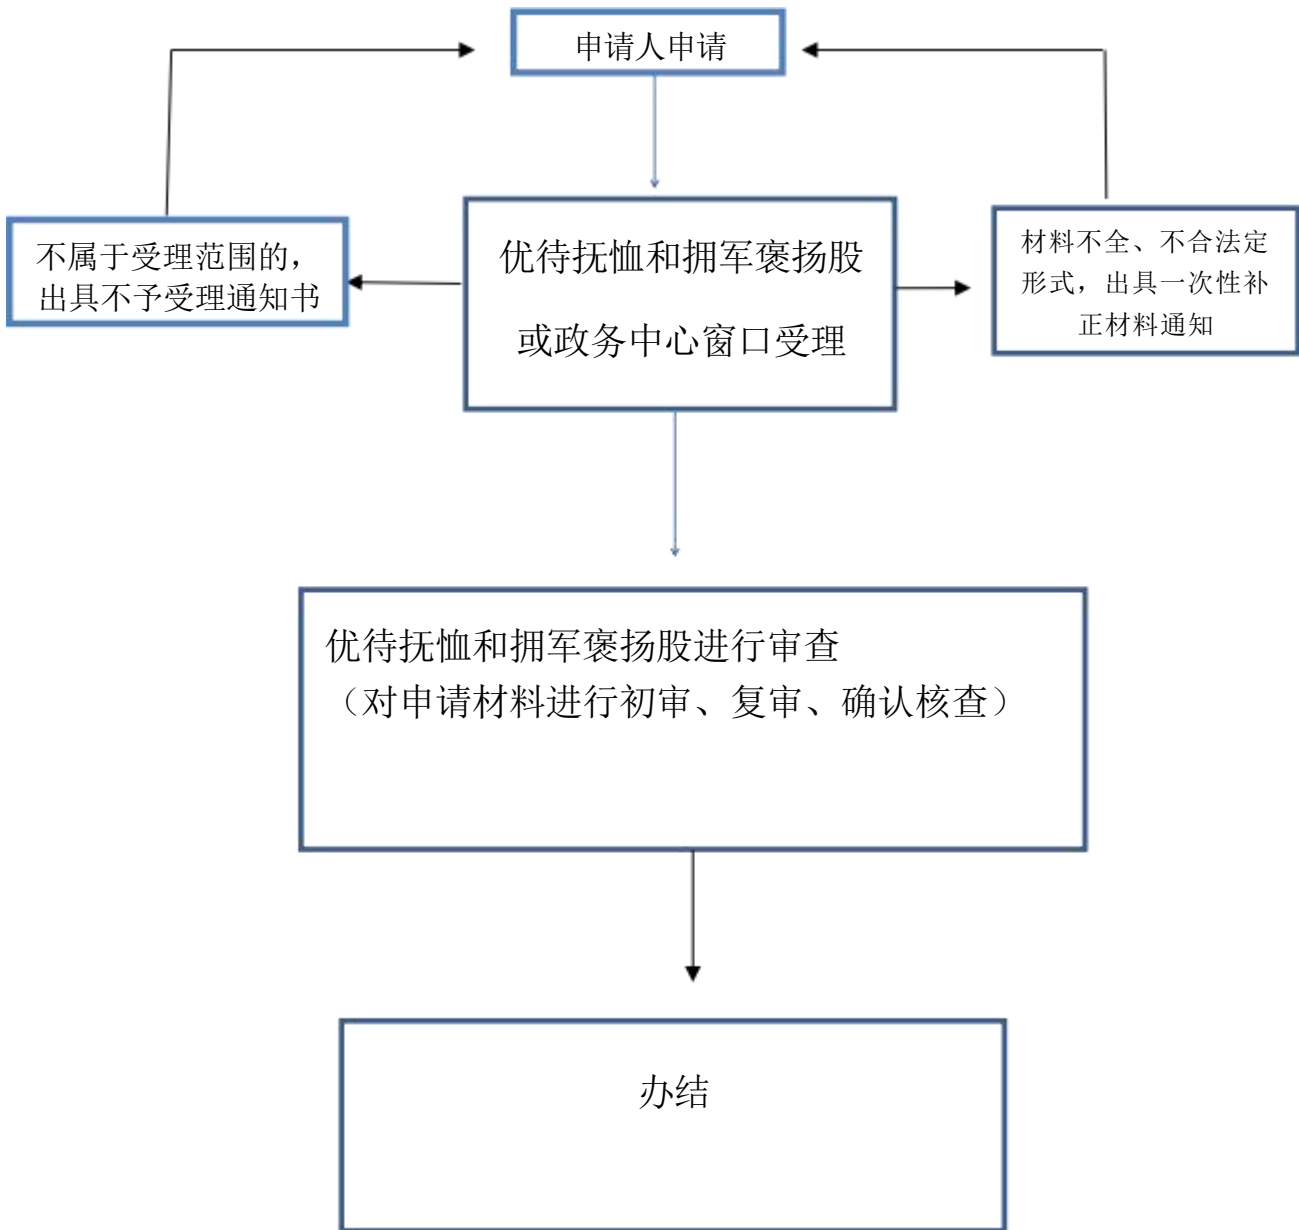 申请人申请
不属于受理范围的，
出具不予受理通知书
优待抚恤和拥军褒扬股
或政务中心窗口受理
材料不全、不合法定
形式，出具一次性补
正材料通知
优待抚恤和拥军褒扬股进行审查
（对申请材料进行初审、复审、确认核查）
办结